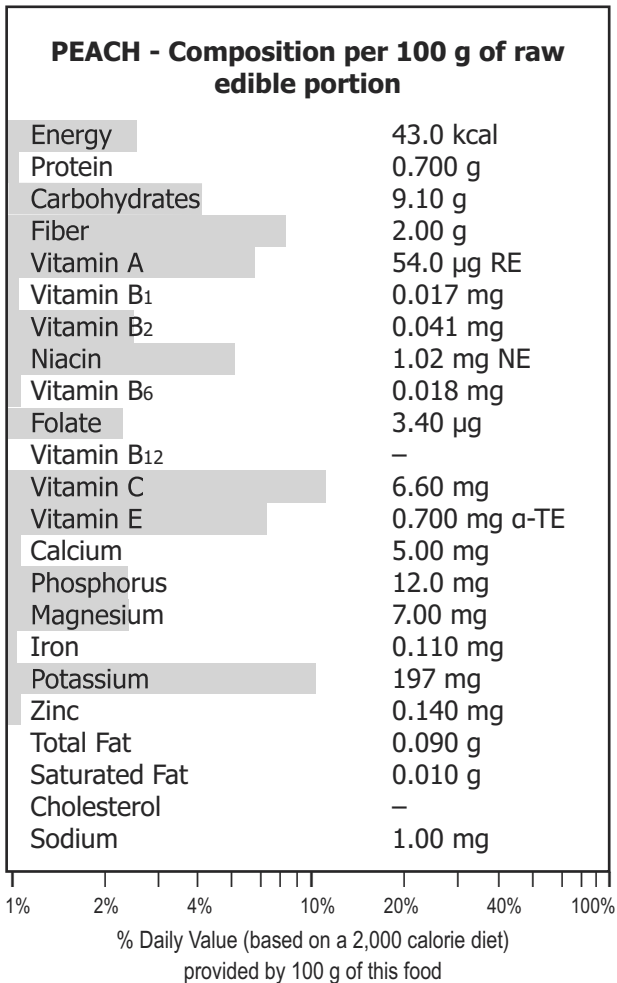 PEACH - Composition per 100 g of raw
edible portion
Energy 43.0 kcal
Protein 0.700 g
Carbohydrates 9.10 g
Fiber 2.00 g
Vitamin A 54.0 µg RE
Vitamin B1 0.017 mg
Vitamin B2 0.041 mg
Niacin 1.02 mg NE
Vitamin B6 0.018 mg
Folate 3.40 µg
Vitamin B12 –
Vitamin C 6.60 mg
Vitamin E 0.700 mg α-TE
Calcium 5.00 mg
Phosphorus 12.0 mg
Magnesium 7.00 mg
Iron 0.110 mg
Potassium 197 mg
Zinc 0.140 mg
Total Fat 0.090 g
Saturated Fat 0.010 g
Cholesterol –
Sodium 1.00 mg
1% 2% 4% 10% 20% 40% 100%
% Daily Value (based on a 2,000 calorie diet)
provided by 100 g of this food